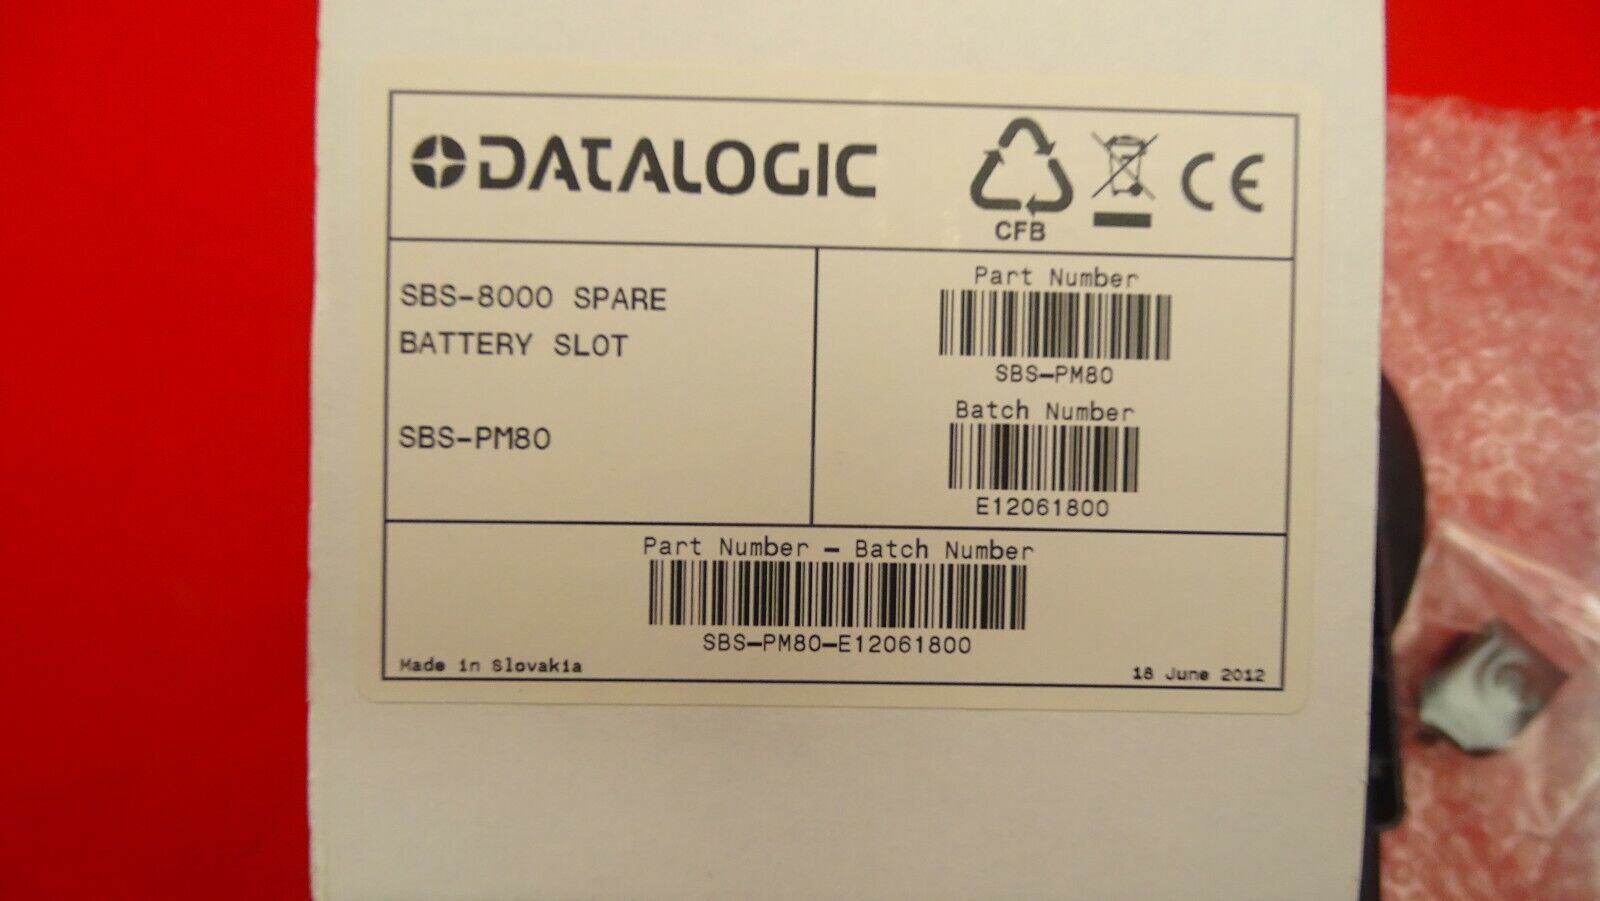 DATALOGIC
CFB
CE
SBS-8000 SPARE
BATTERY SLOT
SBS-PM80
Part Number
SBS-PM80
Batch Number
E12061800
Part Number - Batch Number
SBS-PM80-E12061800
Made in Slovakia
18 June 2012